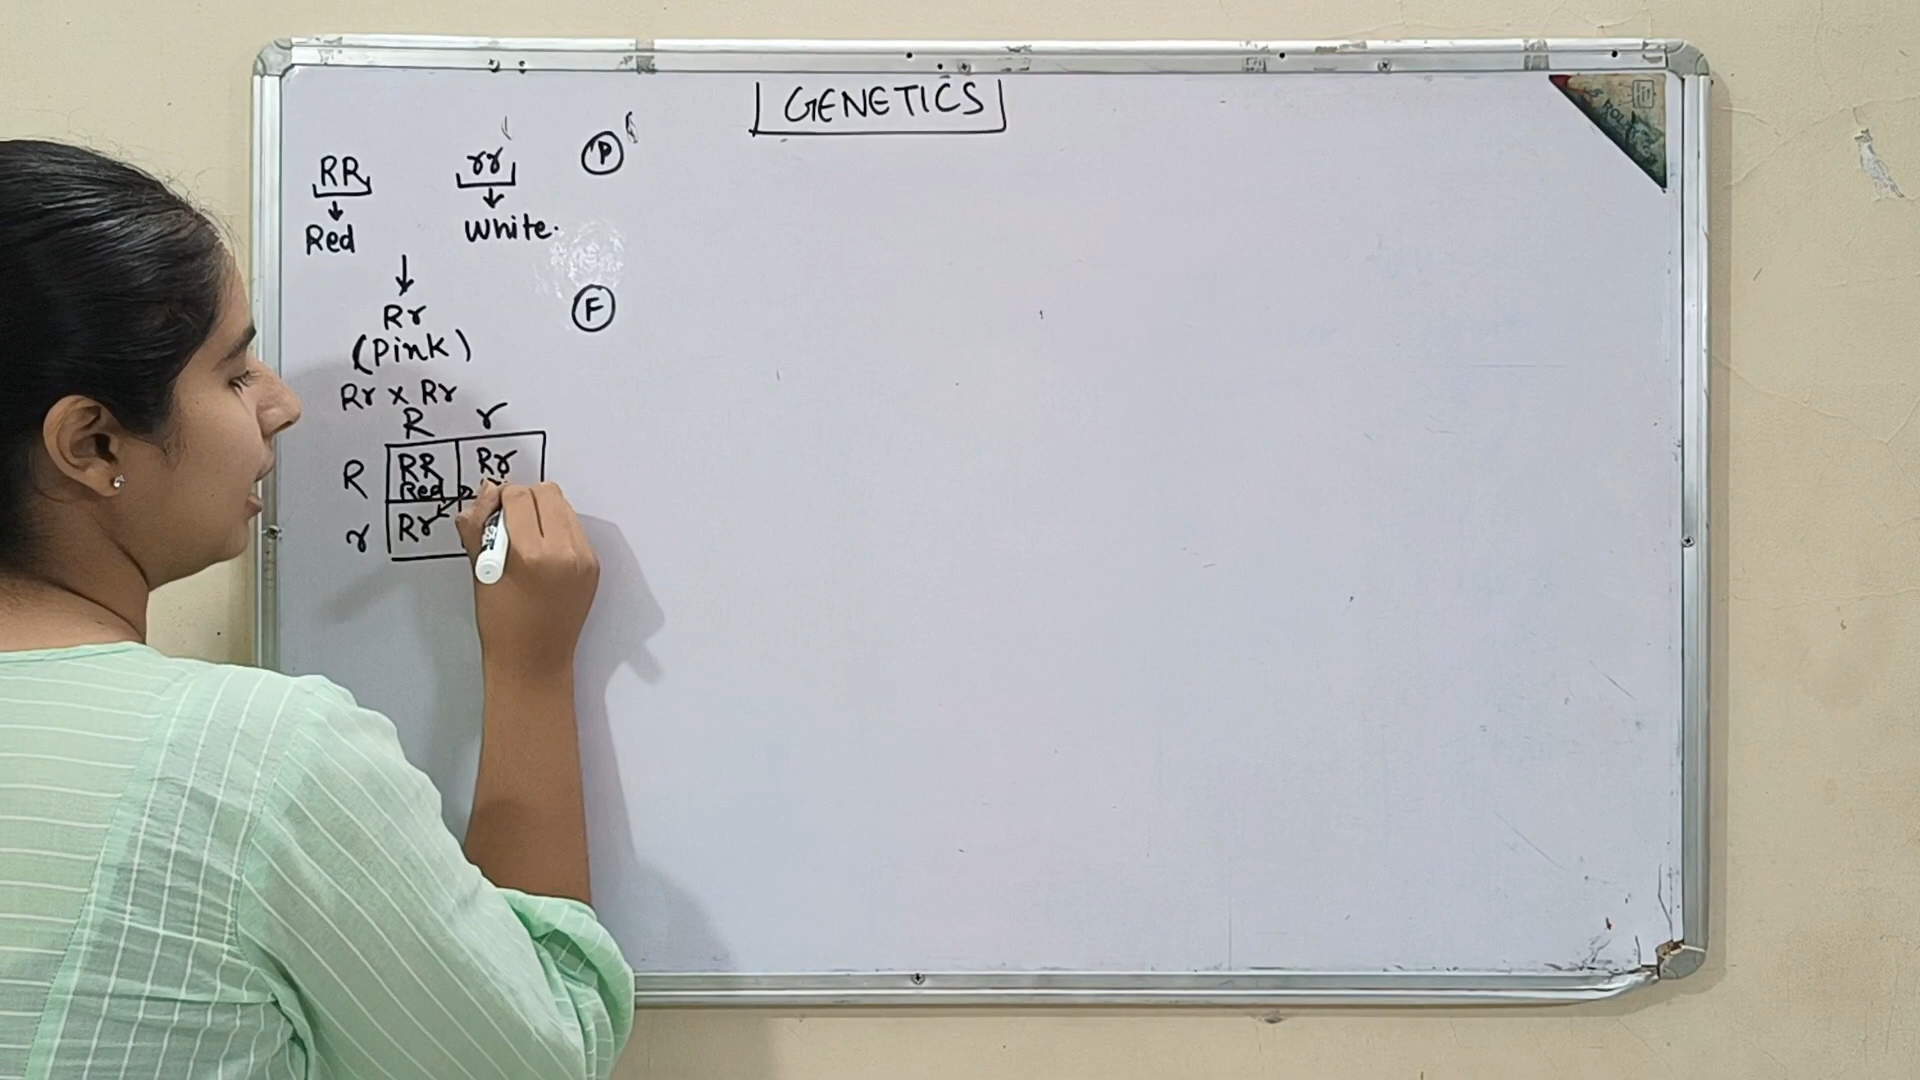 GENETICS
RR rr P
Red White.
Rr F
(Pink)
Rr x Rr
R r
R RR Rr
Red
r Rr